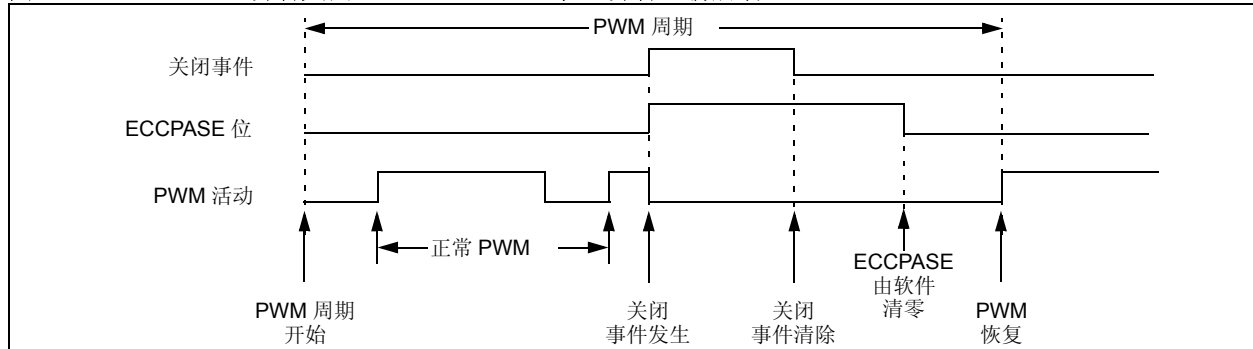 PWM 周期
关闭事件
ECCPASE 位
PWM 活动
正常 PWM
PWM 周期
开始
关闭
事件发生
关闭
事件清除
ECCPASE
由软件
清零
PWM
恢复